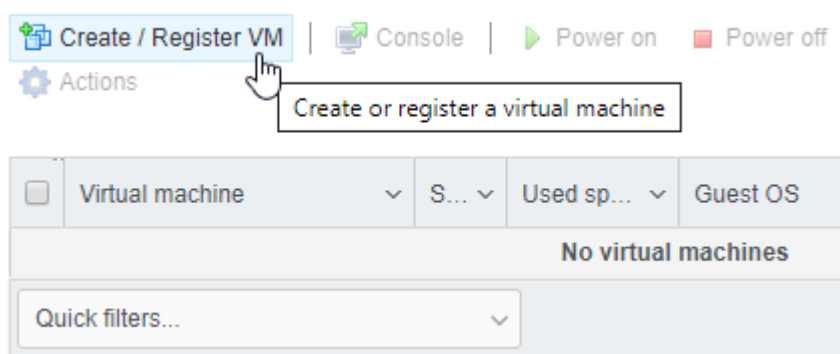 Create / Register VM | Console | Power on Power off
Actions
Create or register a virtual machine
Virtual machine S... Used sp... Guest OS
No virtual machines
Quick filters...